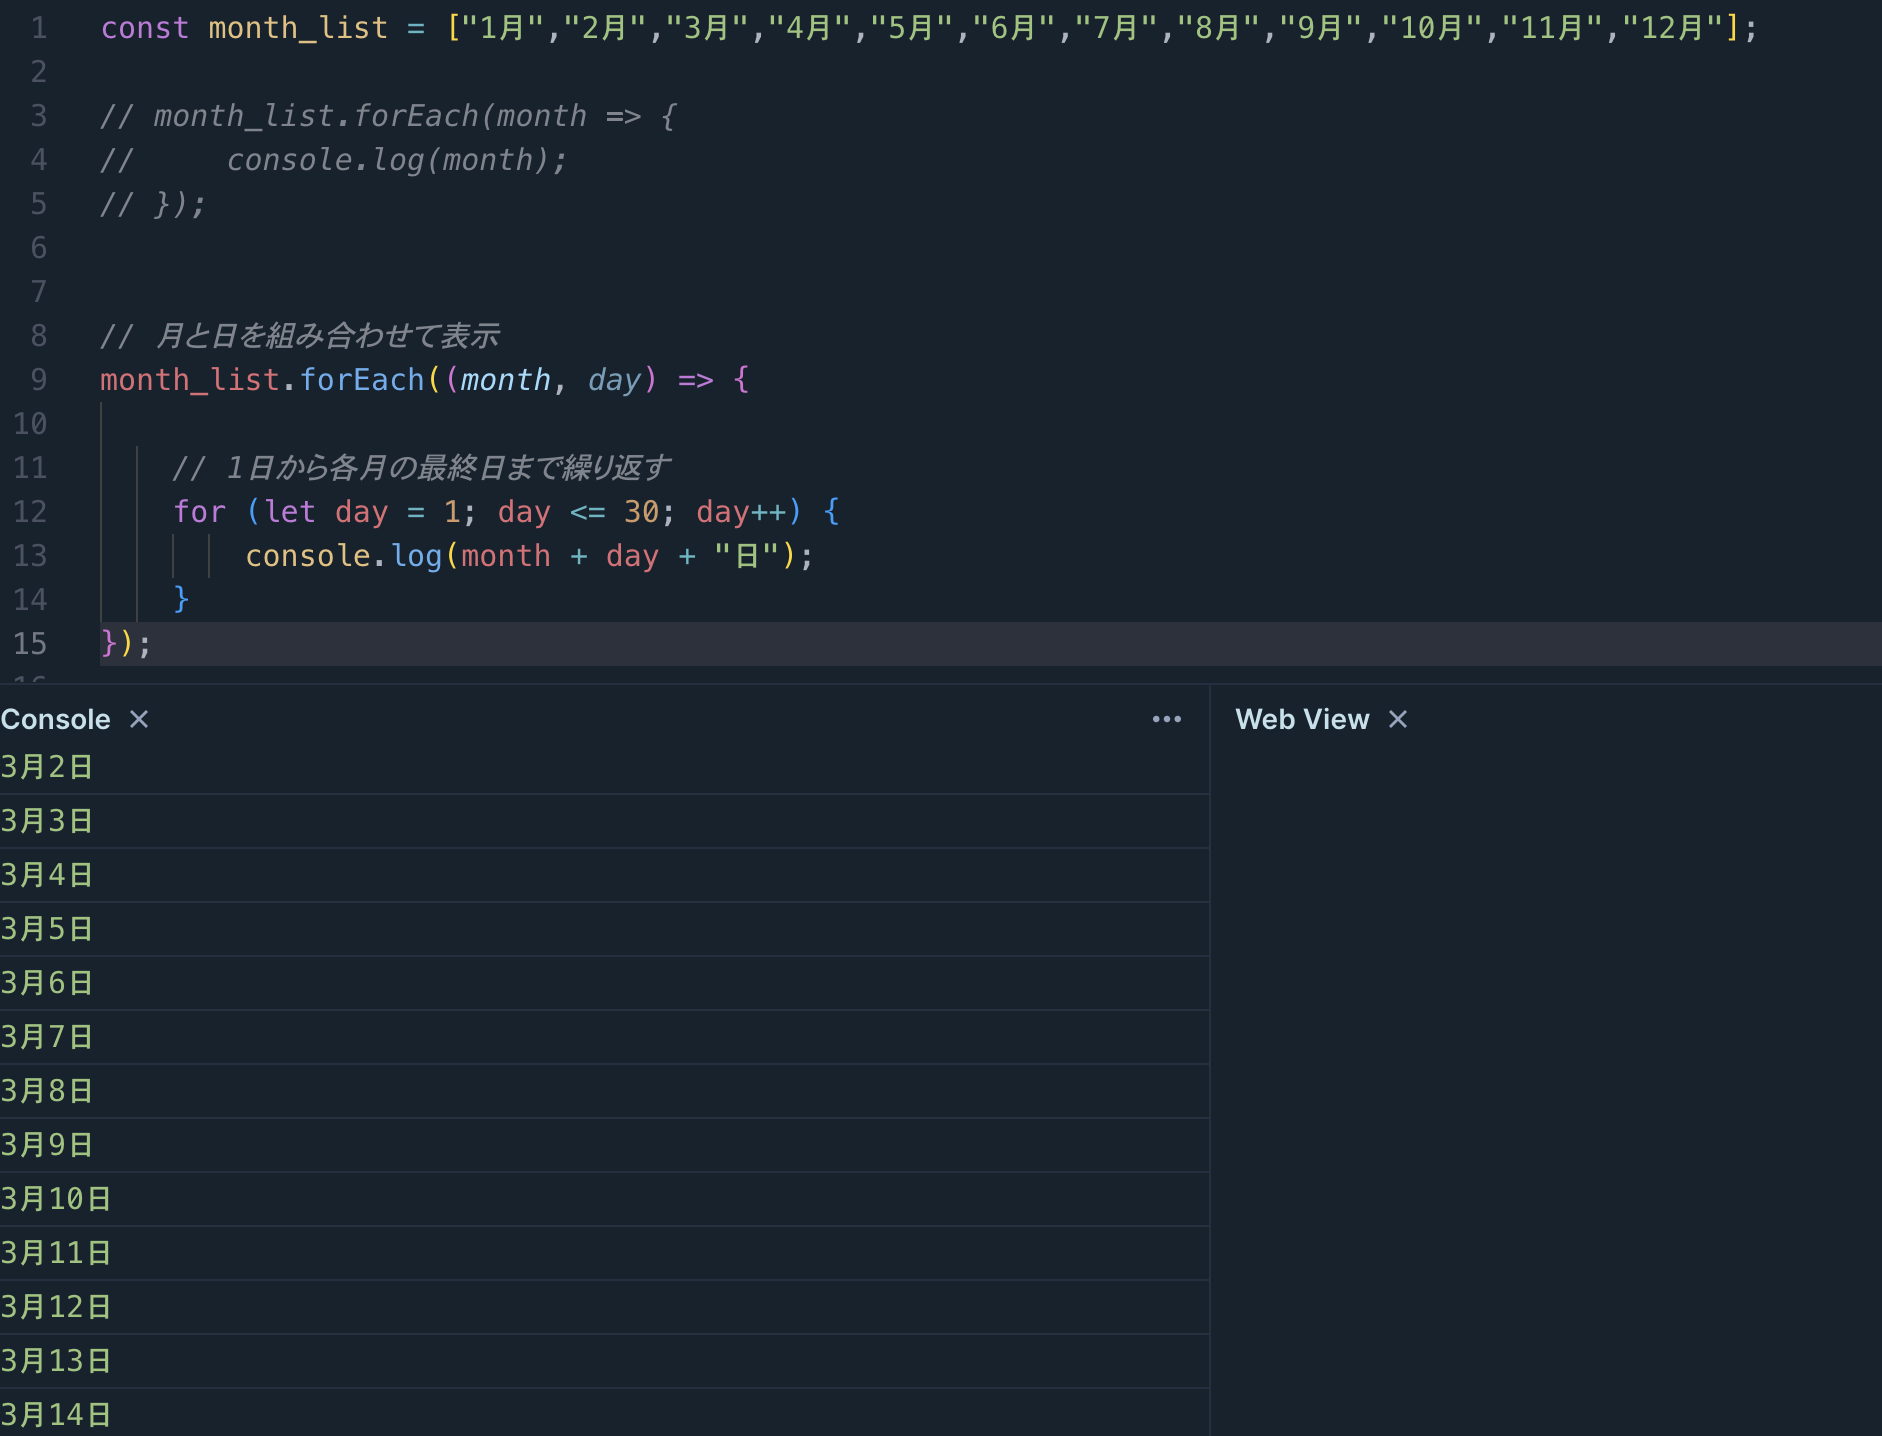 1 const month_list = ["1月","2月","3月","4月","5月","6月","7月","8月","9月","10月","11月","12月"];
2
3 // month_list.forEach(month => {
4 //     console.log(month);
5 // });
6
7
8 // 月と日を組み合わせて表示
9 month_list.forEach((month, day) => {
10
11     // 1日から各月の最終日まで繰り返す
12     for (let day = 1; day <= 30; day++) {
13         console.log(month + day + "日");
14     }
15 });
Console
Web View
3月2日
3月3日
3月4日
3月5日
3月6日
3月7日
3月8日
3月9日
3月10日
3月11日
3月12日
3月13日
3月14日